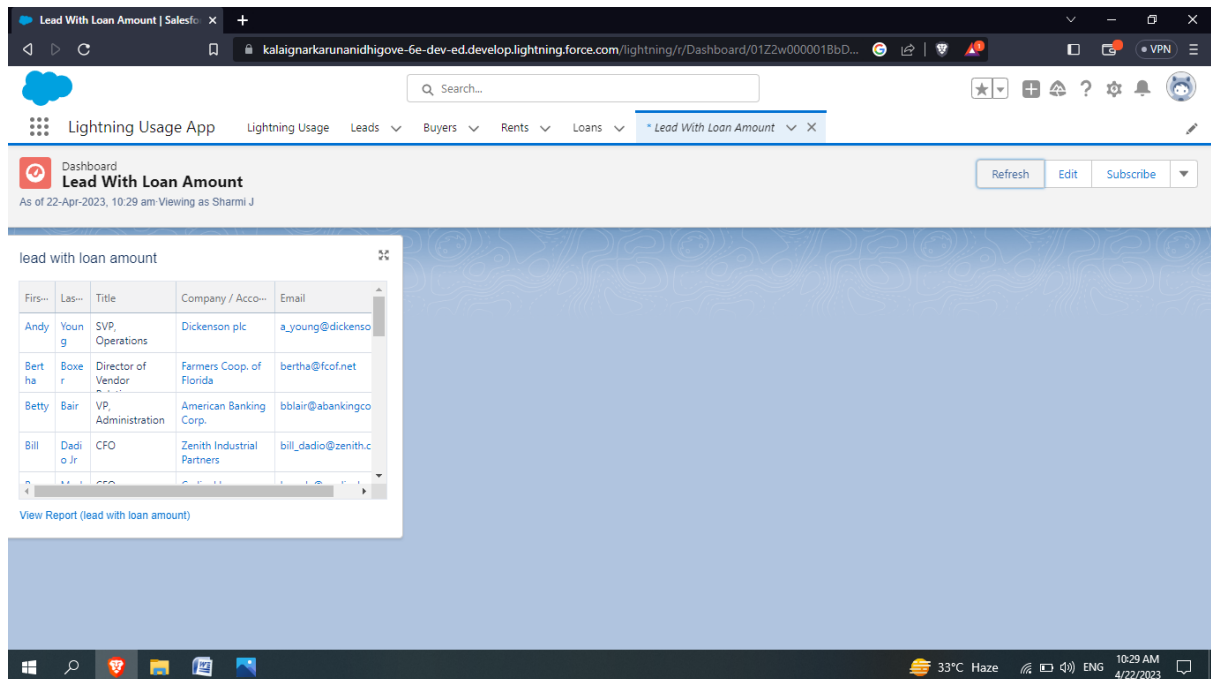 Lead With Loan Amount | Salesfo
kalaignarkarunanidhigove-6e-dev-ed.develop.lightning.force.com/lightning/r/Dashboard/01Z2w000001BbD...
VPN
Search...
Lightning Usage App
Lightning Usage
Leads
Buyers
Rents
Loans
* Lead With Loan Amount
Dashboard
Lead With Loan Amount
As of 22-Apr-2023, 10:29 am·Viewing as Sharmi J
Refresh
Edit
Subscribe
lead with loan amount
Firs... Las... Title Company / Acco... Email
Andy Youn SVP, Dickenson plc a_young@dickenso
g Operations
Bert Boxe Director of Farmers Coop. of bertha@fcof.net
ha r Vendor Florida
Betty Bair VP, American Banking bblair@abankingco
Administration Corp.
Bill Dadi CFO Zenith Industrial bill_dadio@zenith.c
o Jr Partners
View Report (lead with loan amount)
33°C Haze
ENG
10:29 AM
4/22/2023